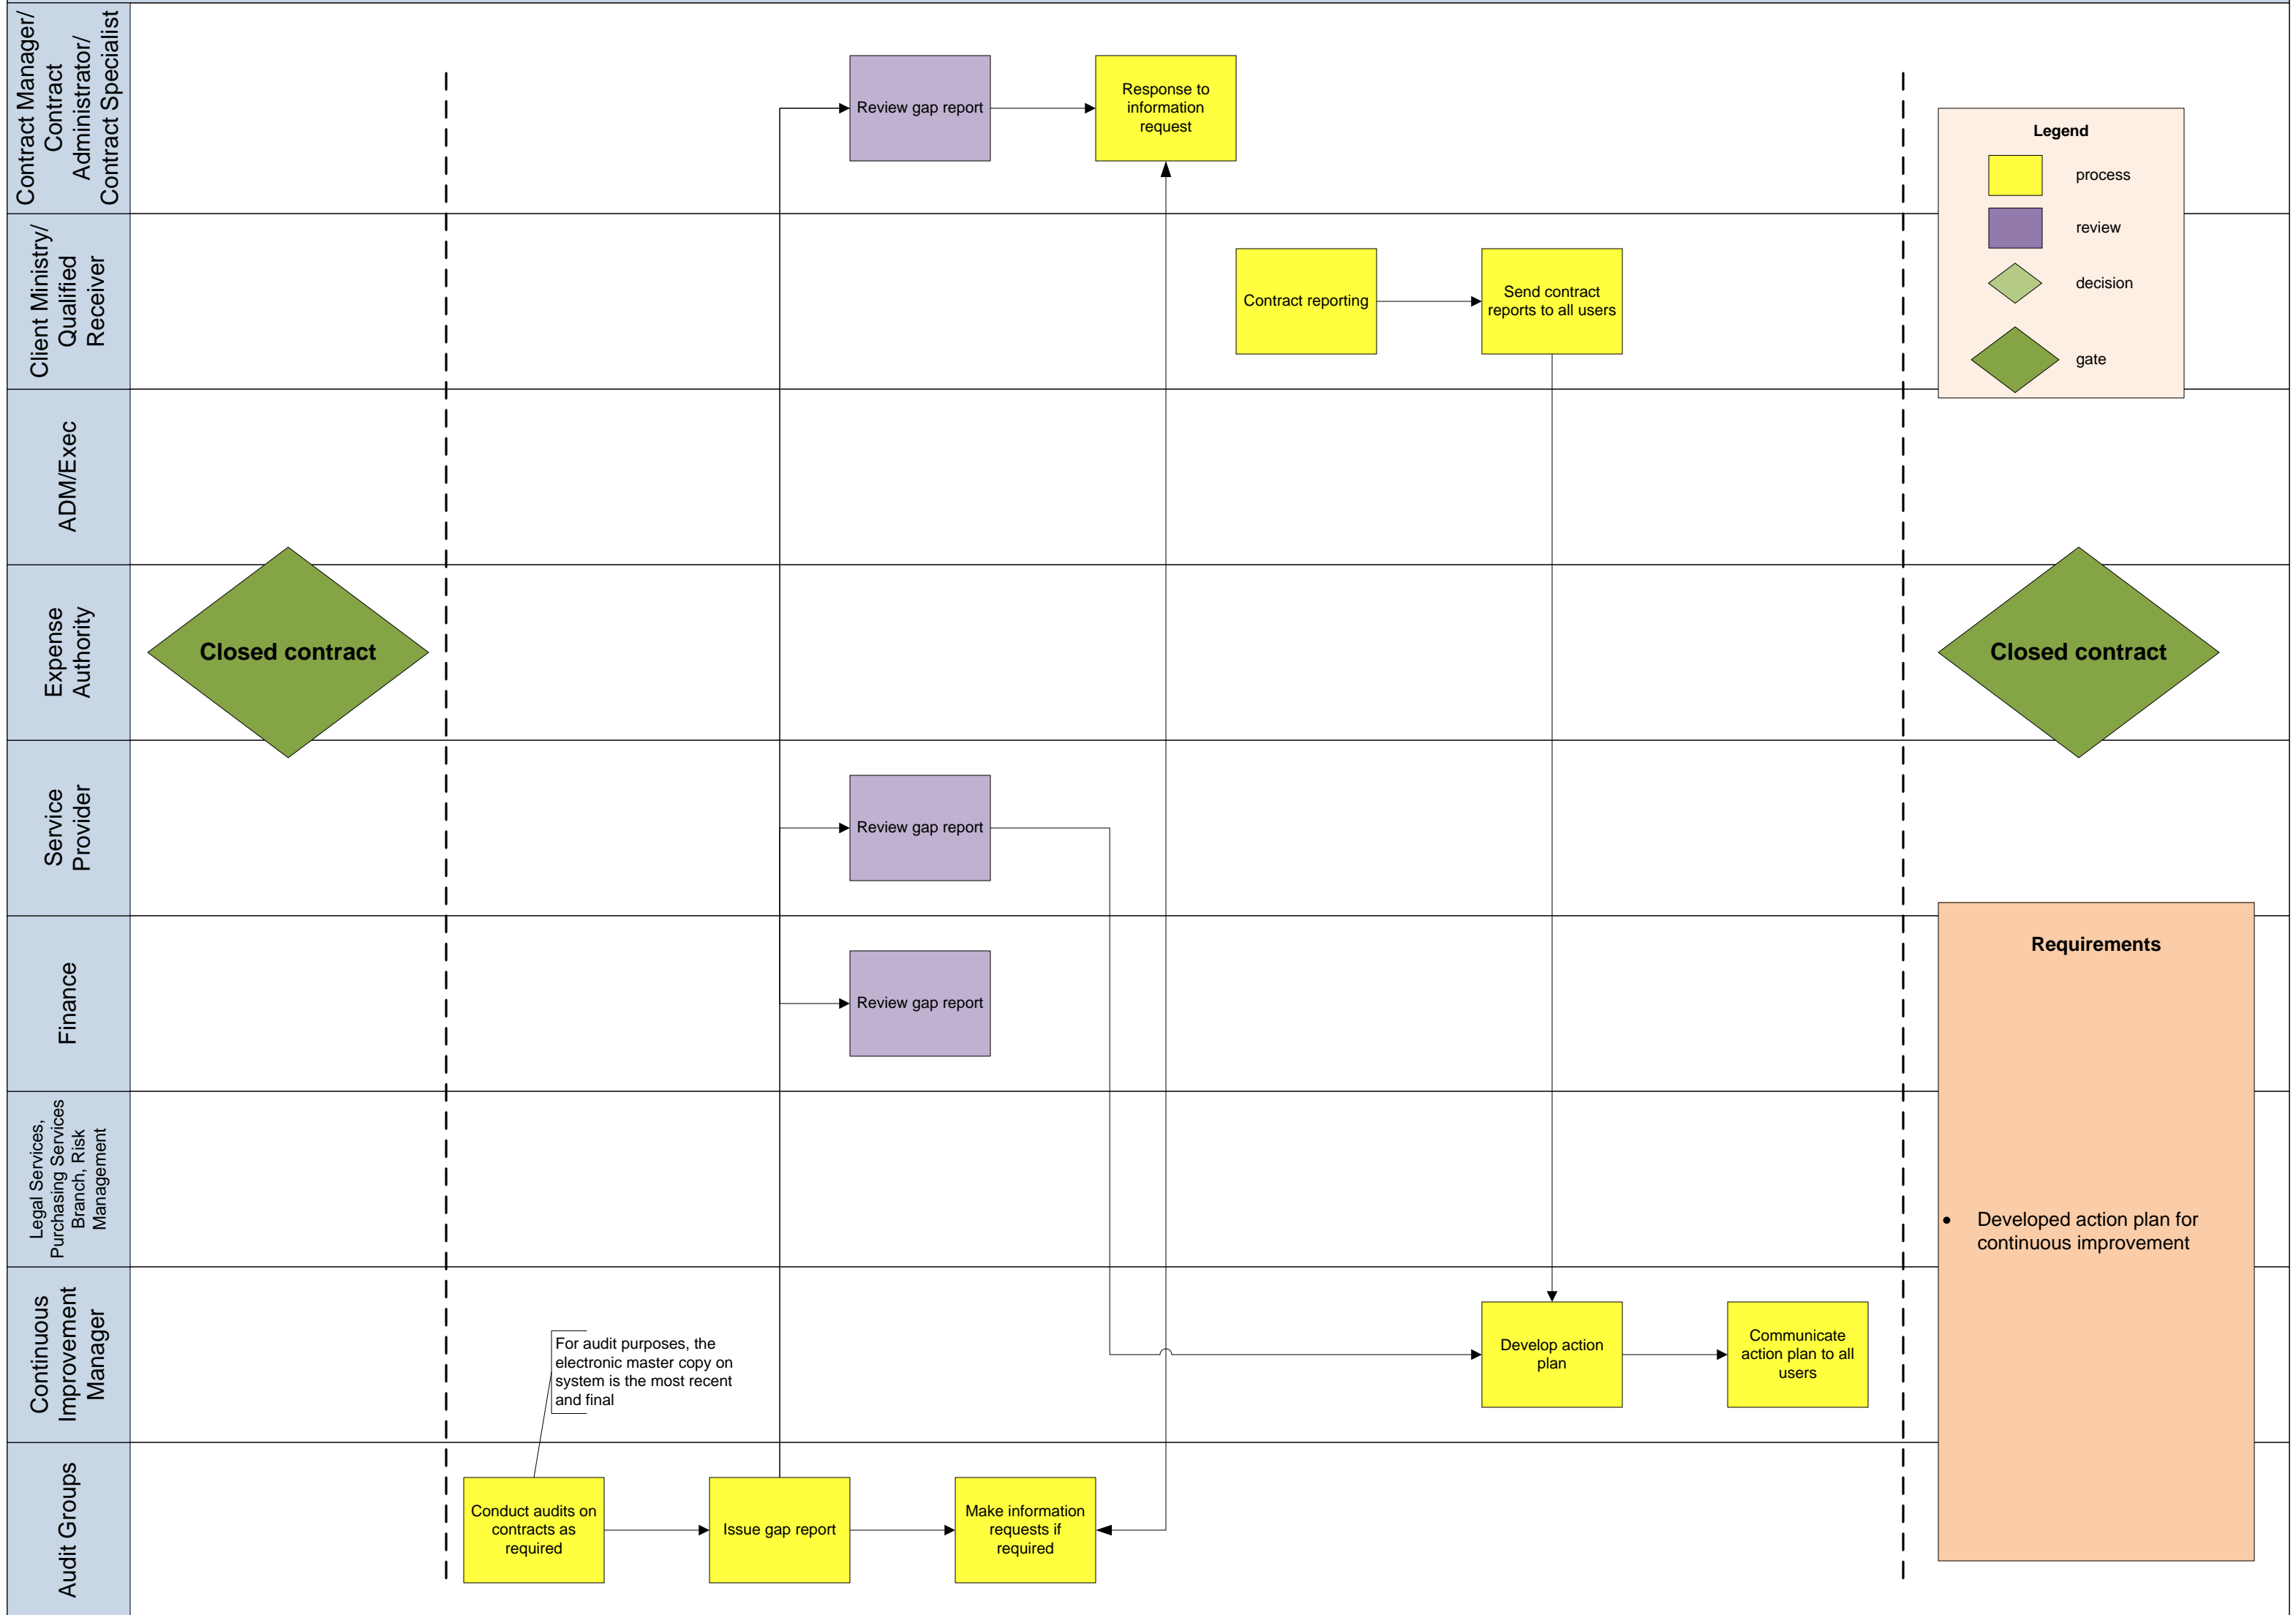 Contract Manager/
Contract
Administrator/
Contract Specialist
Review gap report
Response to
information
request
Legend
process
review
decision
gate
Client Ministry/
Qualified
Receiver
Contract reporting
Send contract
reports to all users
ADM/Exec
Expense
Authority
Closed contract
Closed contract
Service
Provider
Review gap report
Finance
Review gap report
Requirements
• Developed action plan for
continuous improvement
Legal Services,
Purchasing Services
Branch, Risk
Management
Continuous
Improvement
Manager
For audit purposes, the
electronic master copy on
system is the most recent
and final
Develop action
plan
Communicate
action plan to all
users
Audit Groups
Conduct audits on
contracts as
required
Issue gap report
Make information
requests if
required